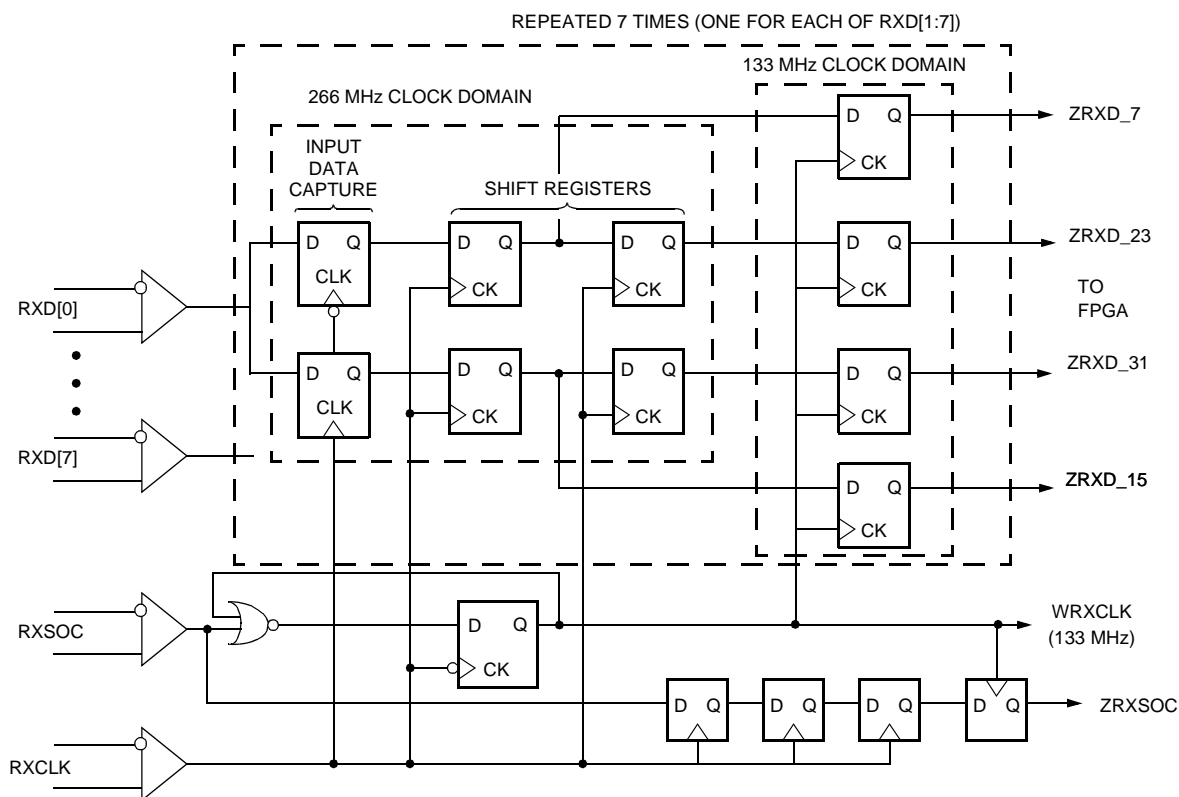 REPEATED 7 TIMES (ONE FOR EACH OF RXD[1:7])
133 MHz CLOCK DOMAIN
266 MHz CLOCK DOMAIN
D Q
CK
ZRXD_7
INPUT
DATA
CAPTURE
SHIFT REGISTERS
D Q
CLK
D Q
CK
D Q
CK
D Q
CK
ZRXD_23
TO
FPGA
RXD[0]
D Q
CLK
D Q
CK
D Q
CK
D Q
CK
ZRXD_31
RXD[7]
D Q
CK
ZRXD_15
RXSOC
D Q
CK
WRXCLK
(133 MHz)
D Q
D Q
D Q
D Q
ZRXSOC
RXCLK